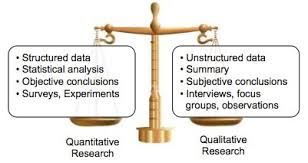 • Structured data
• Statistical analysis
• Objective conclusions
• Surveys, Experiments
Quantitative
Research
• Unstructured data
• Summary
• Subjective conclusions
• Interviews, focus
groups, observations
Qualitative
Research